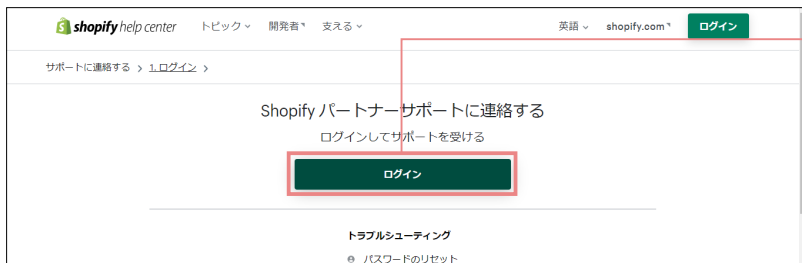 shopify help center トピック 開発者 支える 英語 shopify.com ログイン
サポートに連絡する > 1. ログイン >
Shopify パートナーサポートに連絡する
ログインしてサポートを受ける
ログイン
トラブルシューティング
パスワードのリセット